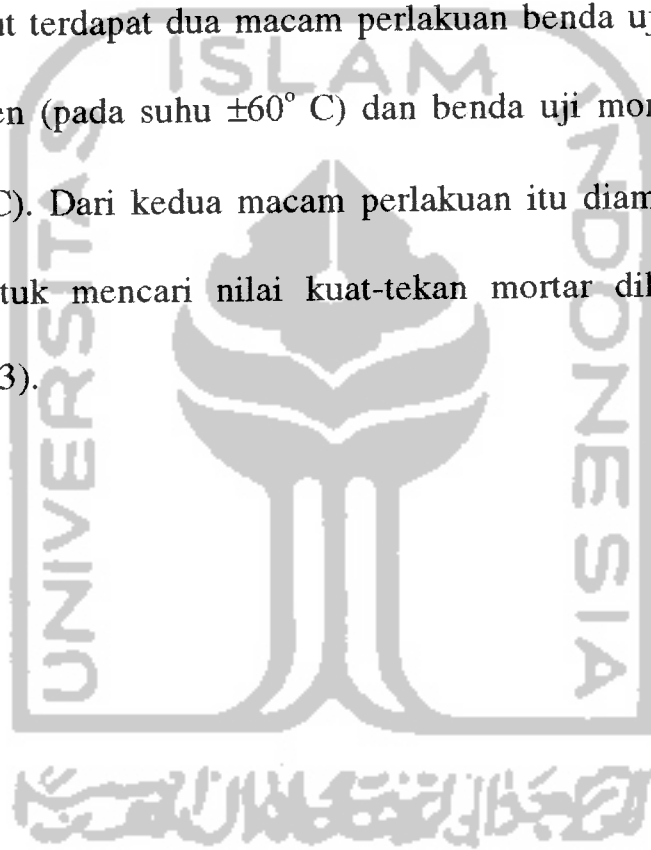 ut terdapat dua macam perlakuan benda uj
en (pada suhu ±60° C) dan benda uji mor
C). Dari kedua macam perlakuan itu diam
tuk mencari nilai kuat-tekan mortar dil
3).
ISLAM
UNIVERSITAS
INDONESIA